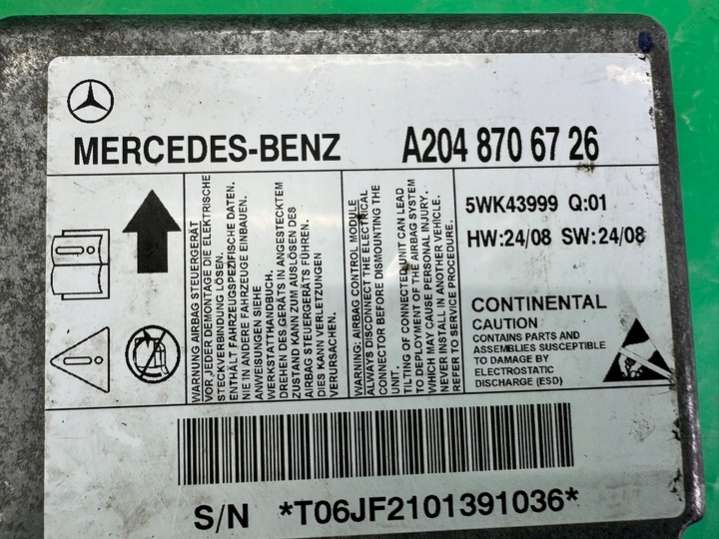 MERCEDES-BENZ
A204 870 67 26
WARNUNG AIRBAG STEUERGERÄT
VOR JEDER DEMONTAGE DIE ELEKTRISCHE
STECKVERBINDUNG LÖSEN.
ENTHÄLT FAHRZEUGSPEZIFISCHE DATEN.
NIE IN ANDERE FAHRZEUGE EINBAUEN.
ANWEISUNGEN SIEHE
WERKSTATTHANDBUCH.
DREHEN DES GERÄTS IN ANGESTECKTEM
ZUSTAND KANN ZUM AUSLÖSEN DES
AIRBAG STEUERGERÄTS FÜHREN.
DIES KANN VERLETZUNGEN
VERURSACHEN.
WARNING: AIRBAG CONTROL MODULE
ALWAYS DISCONNECT THE ELECTRICAL
CONNECTOR BEFORE DISMOUNTING THE
UNIT.
TILTING OF CONNECTED UNIT CAN LEAD
TO DEPLOYMENT OF THE AIRBAG SYSTEM
WHICH MAY CAUSE PERSONAL INJURY.
NEVER INSTALL IN ANOTHER VEHICLE.
REFER TO SERVICE PROCEDURE.
5WK43999 Q:01
HW:24/08 SW:24/08
CONTINENTAL
CAUTION
CONTAINS PARTS AND
ASSEMBLIES SUSCEPTIBLE
TO DAMAGE BY
ELECTROSTATIC
DISCHARGE (ESD)
S/N *T06JF2101391036*